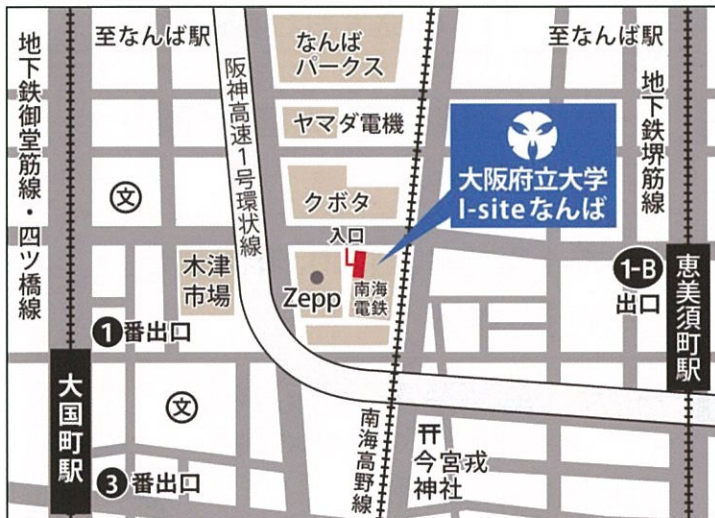 至なんば駅
なんば
パークス
至なんば駅
地下鉄御堂筋線・四ツ橋線
阪神高速1号環状線
ヤマダ電機
地下鉄堺筋線
大阪府立大学
I-siteなんば
文
クボタ
入口
木津
市場
Zepp
南海
電鉄
1-B
出口
恵美須町駅
1番出口
大国町駅
文
南海高野線
今宮戎
神社
3番出口